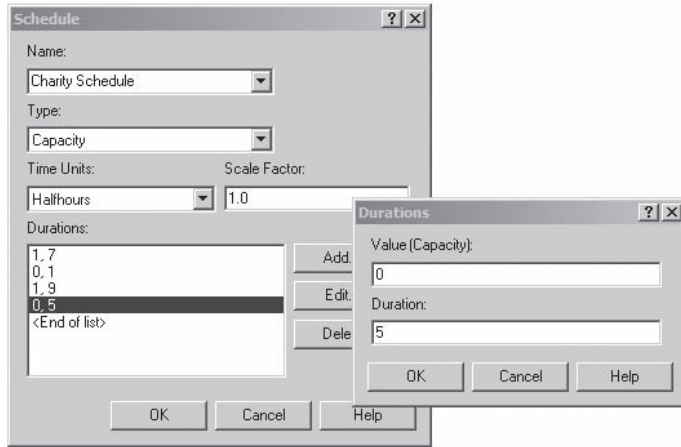 Schedule
Name:
Charity Schedule
Type:
Capacity
Time Units:
Scale Factor:
Halfhours
1.0
Durations:
1, 7
0, 1
1, 9
0, 5
<End of list>
Add.
Edit.
Dele
OK
Cancel
Help
Durations
Value (Capacity):
0
Duration:
5
OK
Cancel
Help